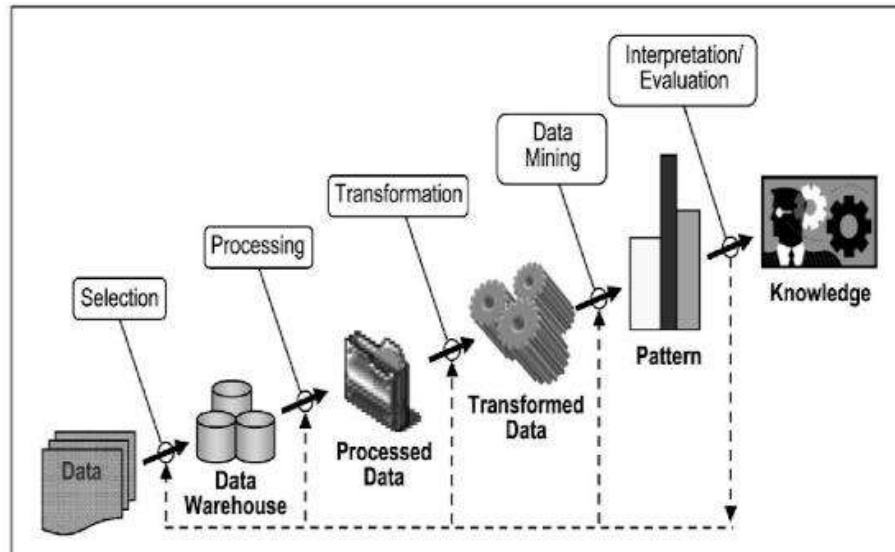 Interpretation/
Evaluation
Data
Mining
Transformation
Processing
Selection
Knowledge
Pattern
Transformed
Data
Processed
Data
Data
Warehouse
Data